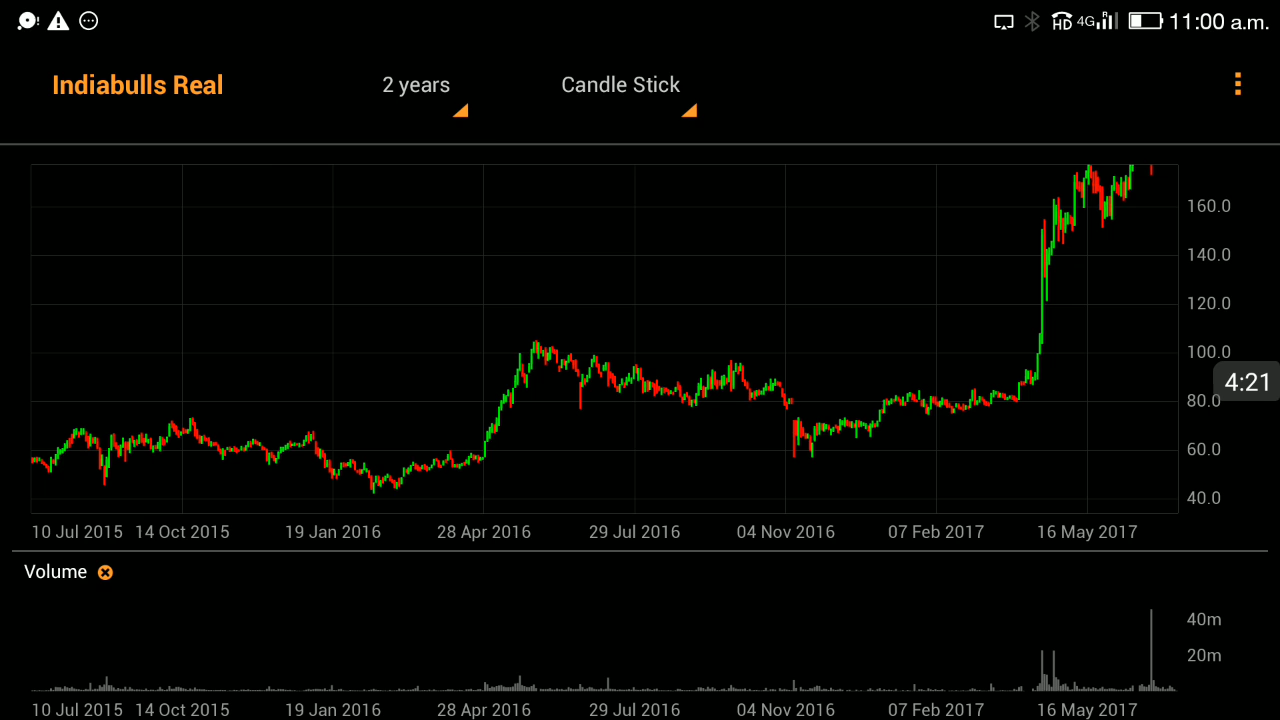 HD 4G R 11:00 a.m.
Indiabulls Real 2 years Candle Stick
160.0
140.0
120.0
100.0
4:21
80.0
60.0
40.0
10 Jul 2015 14 Oct 2015 19 Jan 2016 28 Apr 2016 29 Jul 2016 04 Nov 2016 07 Feb 2017 16 May 2017
Volume
40m
20m
10 Jul 2015 14 Oct 2015 19 Jan 2016 28 Apr 2016 29 Jul 2016 04 Nov 2016 07 Feb 2017 16 May 2017